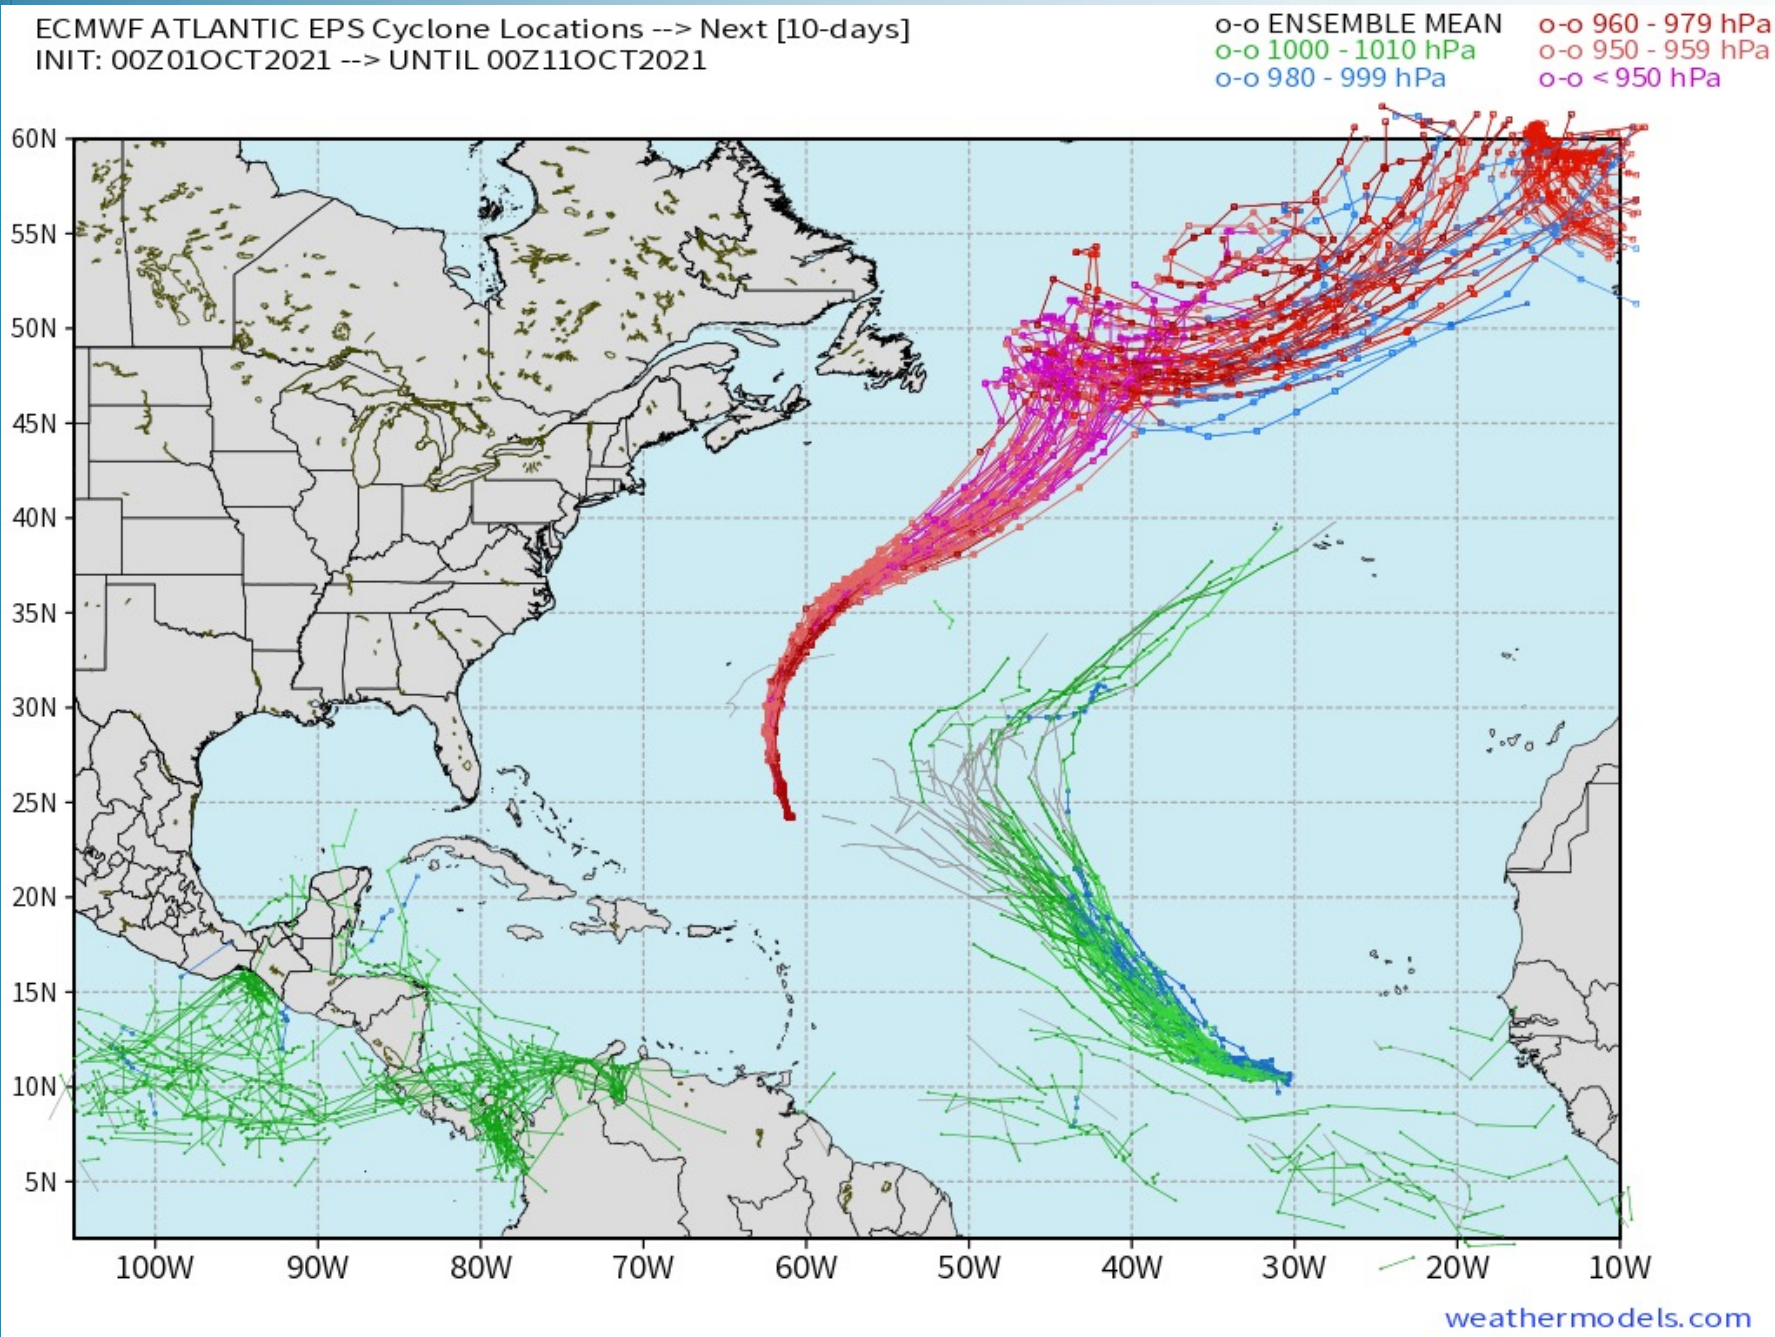 ECMWF ATLANTIC EPS Cyclone Locations --> Next [10-days]
INIT: 00Z01OCT2021 --> UNTIL 00Z11OCT2021
o-o ENSEMBLE MEAN
o-o 1000 - 1010 hPa
o-o 980 - 999 hPa
o-o 960 - 979 hPa
o-o 950 - 959 hPa
o-o < 950 hPa
60N
55N
50N
45N
40N
35N
30N
25N
20N
15N
10N
5N
100W 90W 80W 70W 60W 50W 40W 30W 20W 10W
weathermodels.com